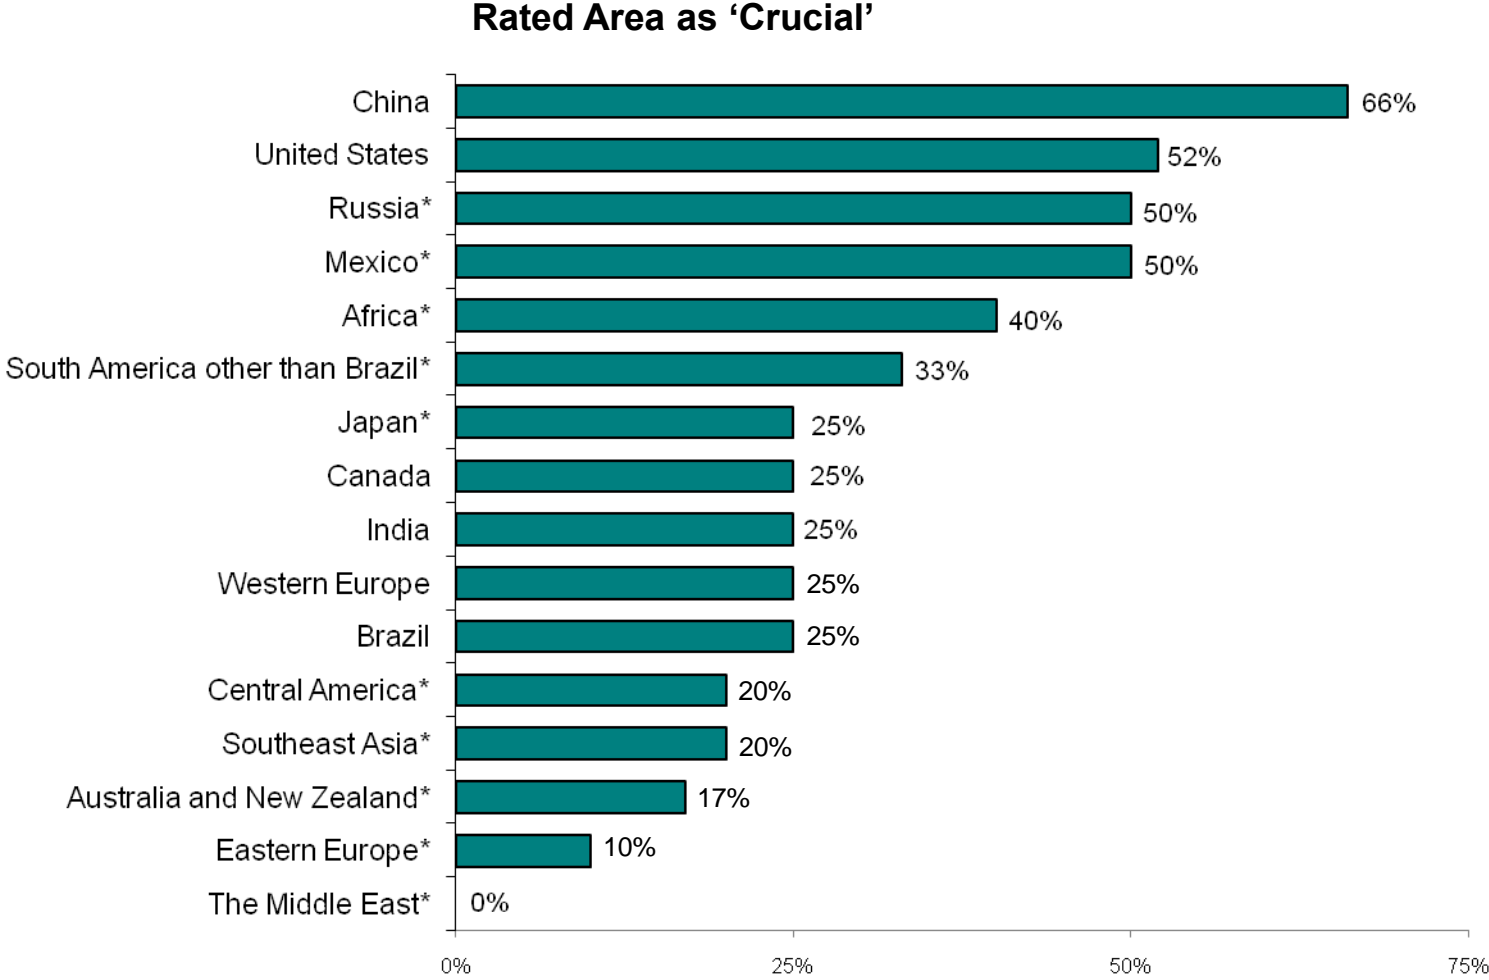 Rated Area as ‘Crucial’
China 66%
United States 52%
Russia* 50%
Mexico* 50%
Africa* 40%
South America other than Brazil* 33%
Japan* 25%
Canada 25%
India 25%
Western Europe 25%
Brazil 25%
Central America* 20%
Southeast Asia* 20%
Australia and New Zealand* 17%
Eastern Europe* 10%
The Middle East* 0%
0% 25% 50% 75%